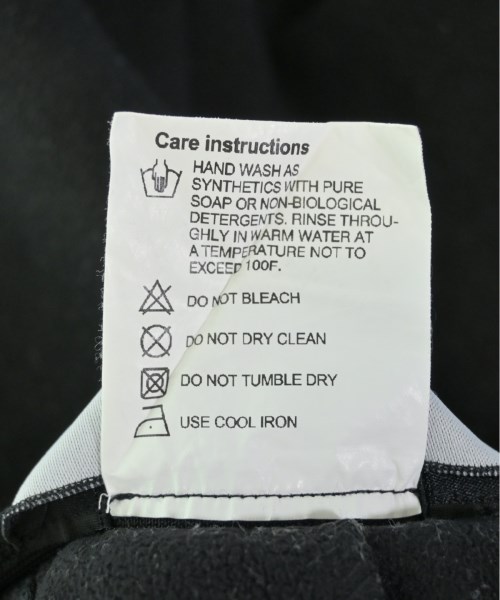 Care instructions
HAND WASH AS
SYNTHETICS WITH PURE
SOAP OR NON-BIOLOGICAL
DETERGENTS. RINSE THROU-
GHLY IN WARM WATER AT
A TEMPERATURE NOT TO
EXCEED 100F.
DO NOT BLEACH
DO NOT DRY CLEAN
DO NOT TUMBLE DRY
USE COOL IRON